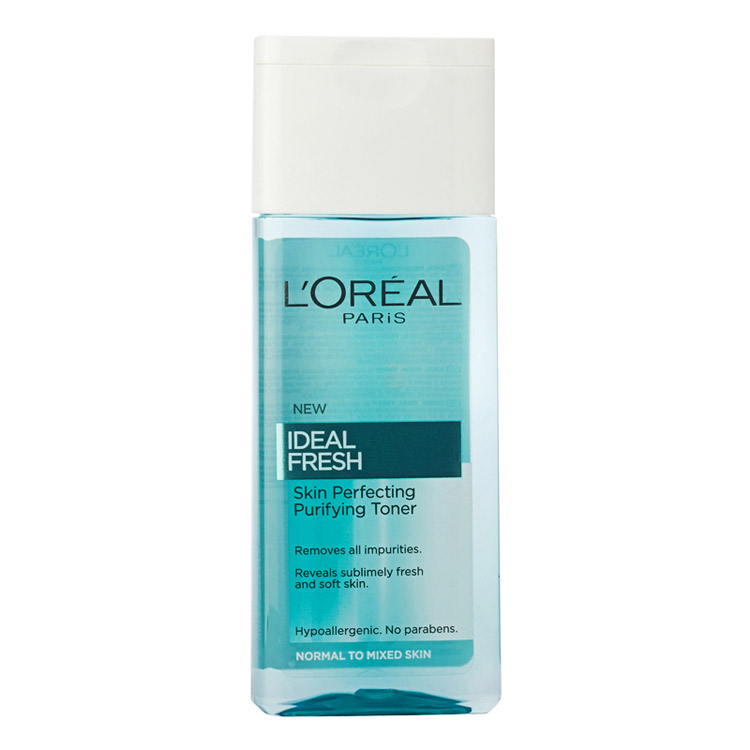 L'ORÉAL
PARiS
NEW
IDEAL
FRESH
Skin Perfecting
Purifying Toner
Removes all impurities.
Reveals sublimely fresh
and soft skin.
Hypoallergenic. No parabens.
NORMAL TO MIXED SKIN